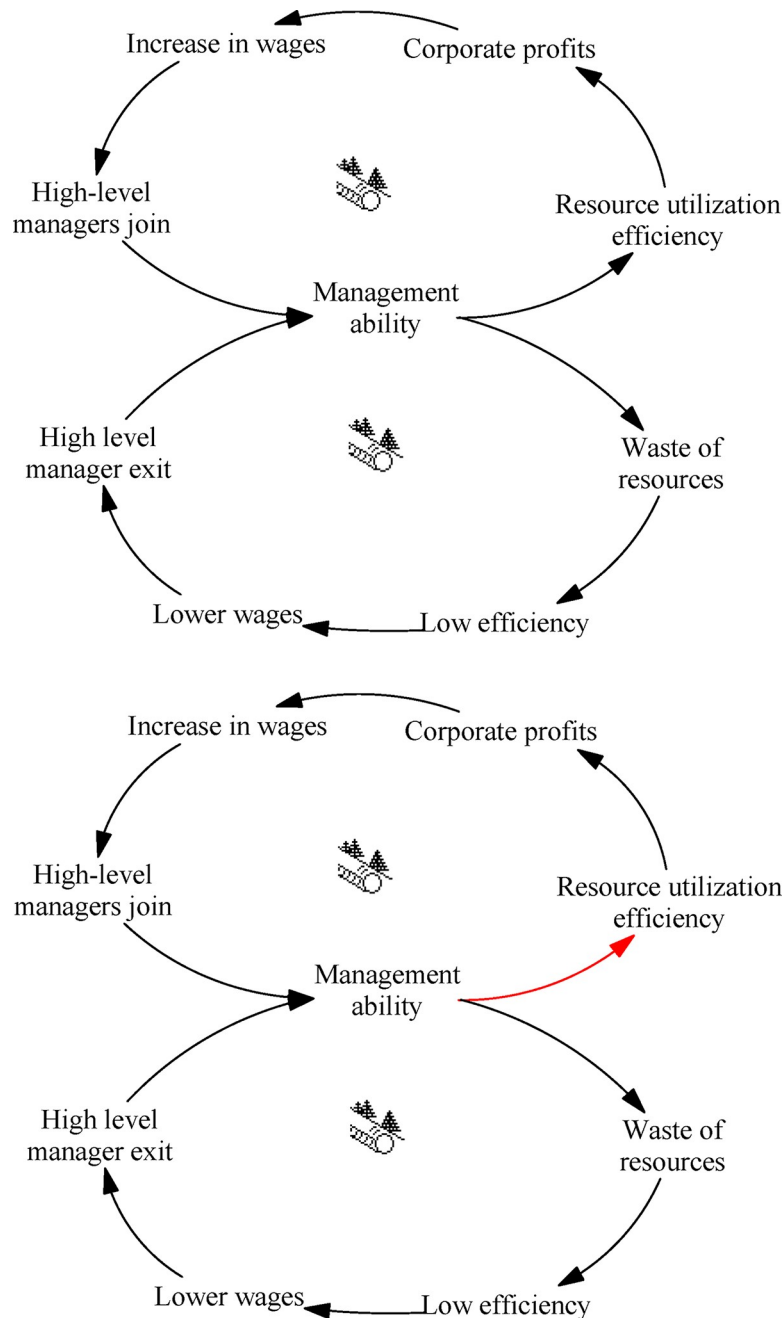 Increase in wages
Corporate profits
High-level
managers join
Resource utilization
efficiency
Management
ability
High level
manager exit
Waste of
resources
Lower wages
Low efficiency
Increase in wages
Corporate profits
High-level
managers join
Resource utilization
efficiency
Management
ability
High level
manager exit
Waste of
resources
Lower wages
Low efficiency